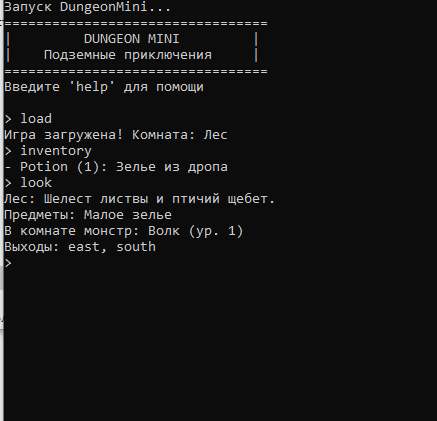 Запуск DungeonMini...
=================================
|         DUNGEON MINI         |
|    Подземные приключения     |
=================================
Введите 'help' для помощи
> load
Игра загружена! Комната: Лес
> inventory
- Potion (1): Зелье из дропа
> look
Лес: Шелест листвы и птичий щебет.
Предметы: Малое зелье
В комнате монстр: Волк (ур. 1)
Выходы: east, south
>